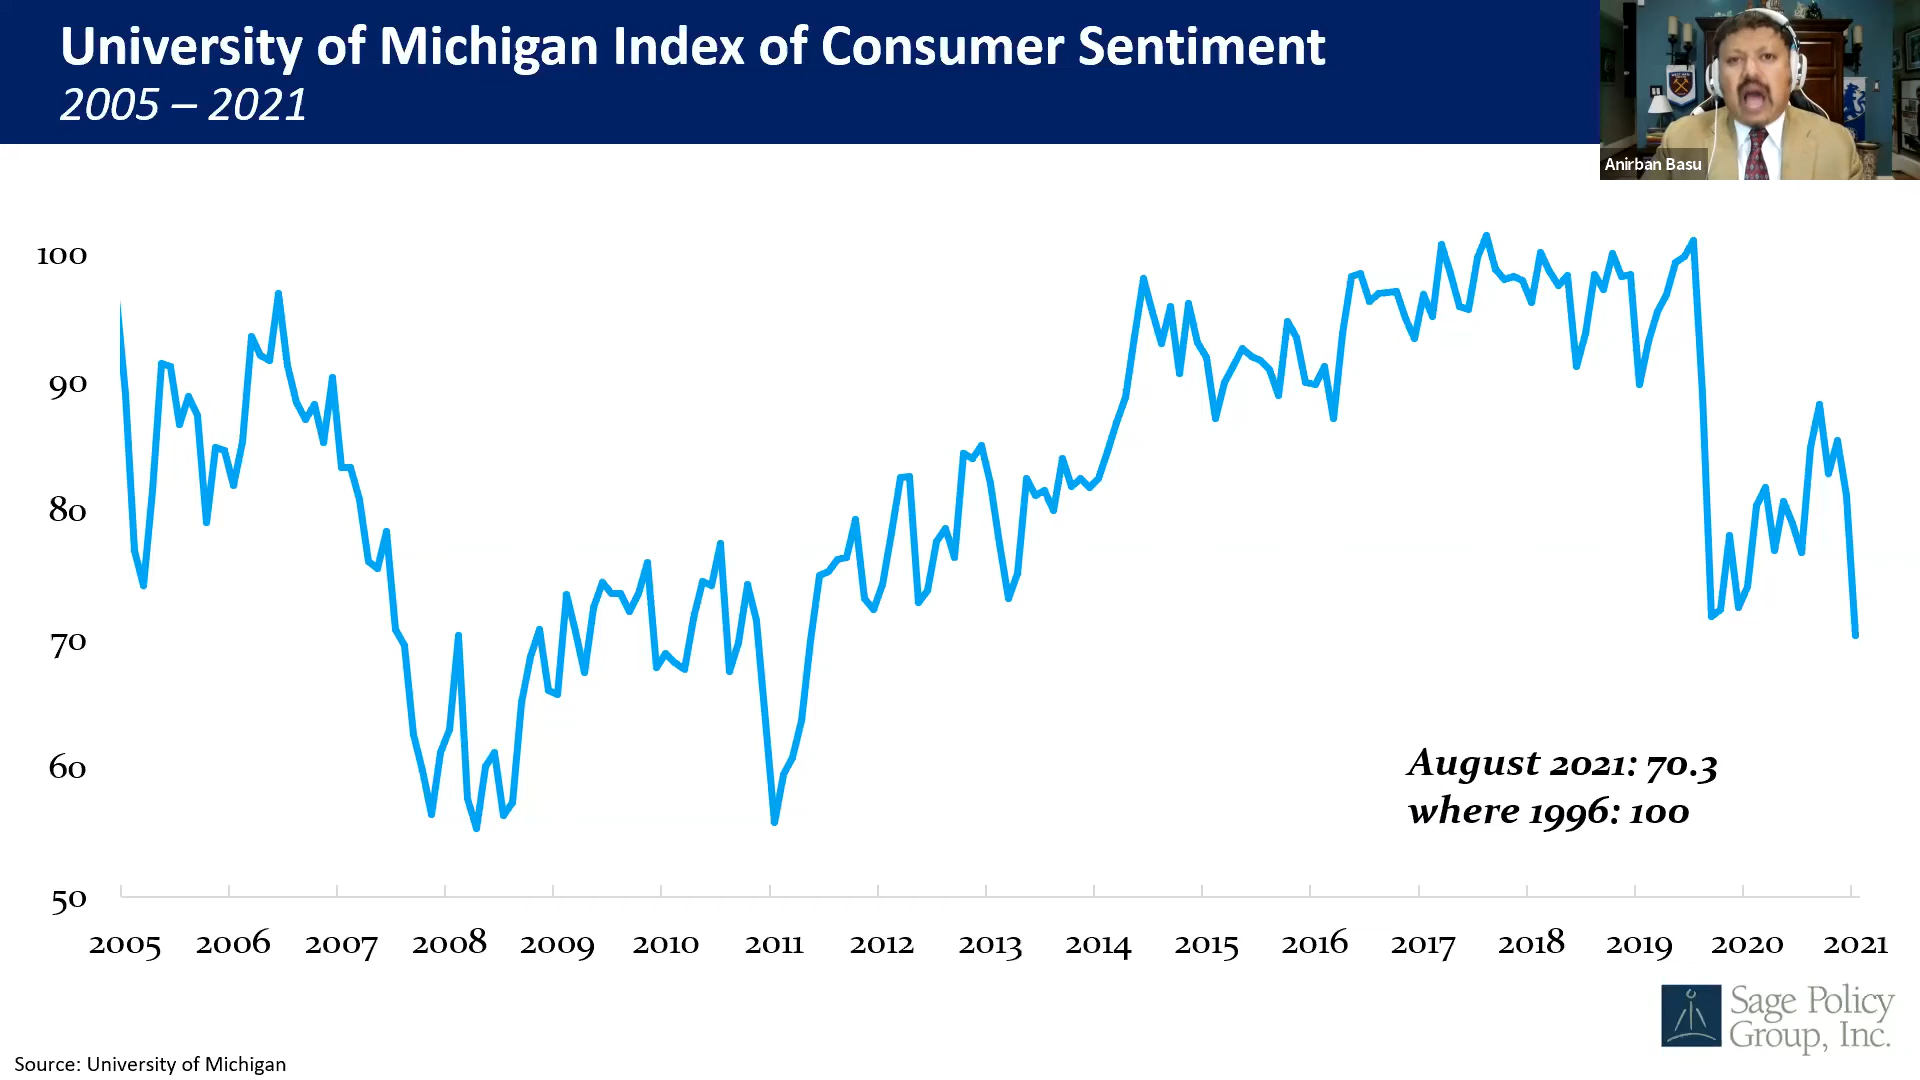 University of Michigan Index of Consumer Sentiment
2005 – 2021
Anirban Basu
100
90
80
70
60
50
August 2021: 70.3
where 1996: 100
2005 2006 2007 2008 2009 2010 2011 2012 2013 2014 2015 2016 2017 2018 2019 2020 2021
Sage Policy
Group, Inc.
Source: University of Michigan